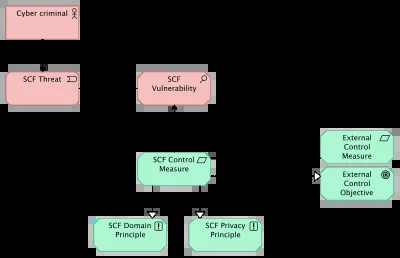 Cyber criminal
SCF Threat
SCF
Vulnerability
External
Control
Measure
SCF Control
Measure
External
Control
Objective
SCF Domain
Principle
SCF Privacy
Principle